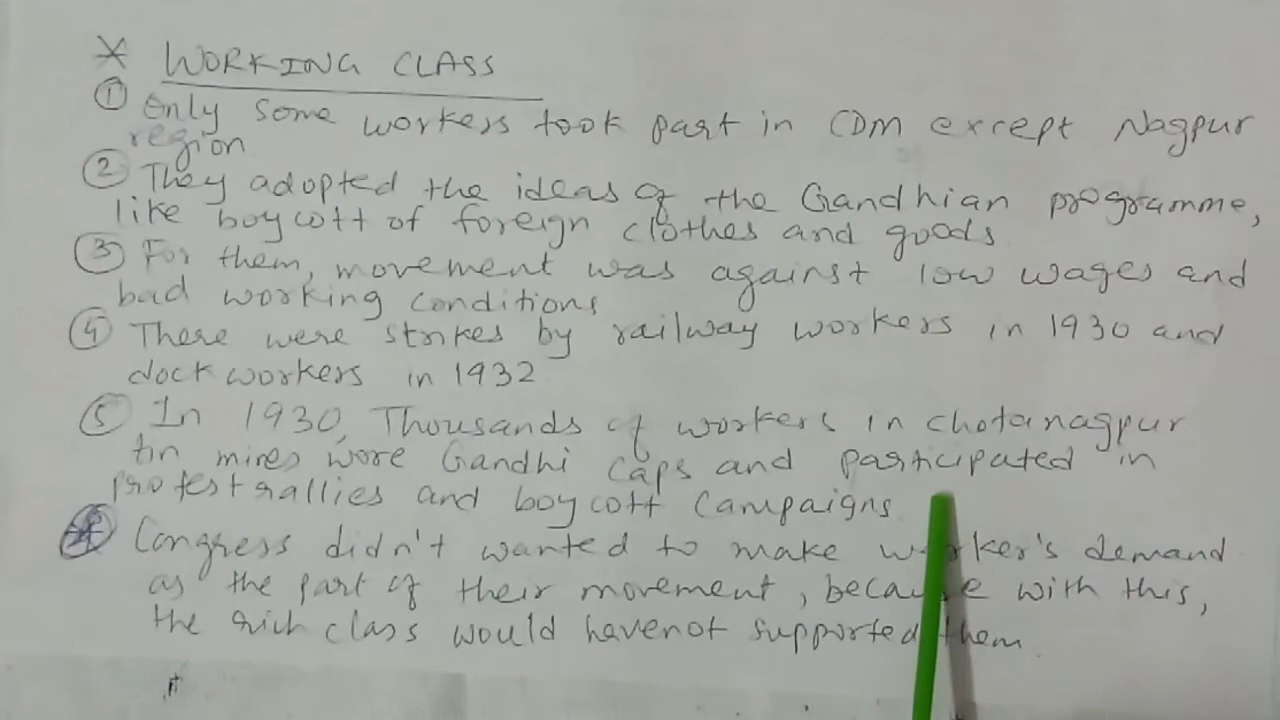 * WORKING CLASS
① Only some workers took part in CDM except Nagpur
region
② They adopted the ideas of the Gandhian programme,
like boycott of foreign clothes and goods
③ For them, movement was against low wages and
bad working conditions
④ There were strikes by railway workers in 1930 and
dock workers in 1932
⑤ In 1930, Thousands of workers in chotanagpur
tin mines wore Gandhi caps and participated in
protest rallies and boycott campaigns
Congress didn't wanted to make worker's demand
as the part of their movement, because with this,
the rich class would havenot supported them.